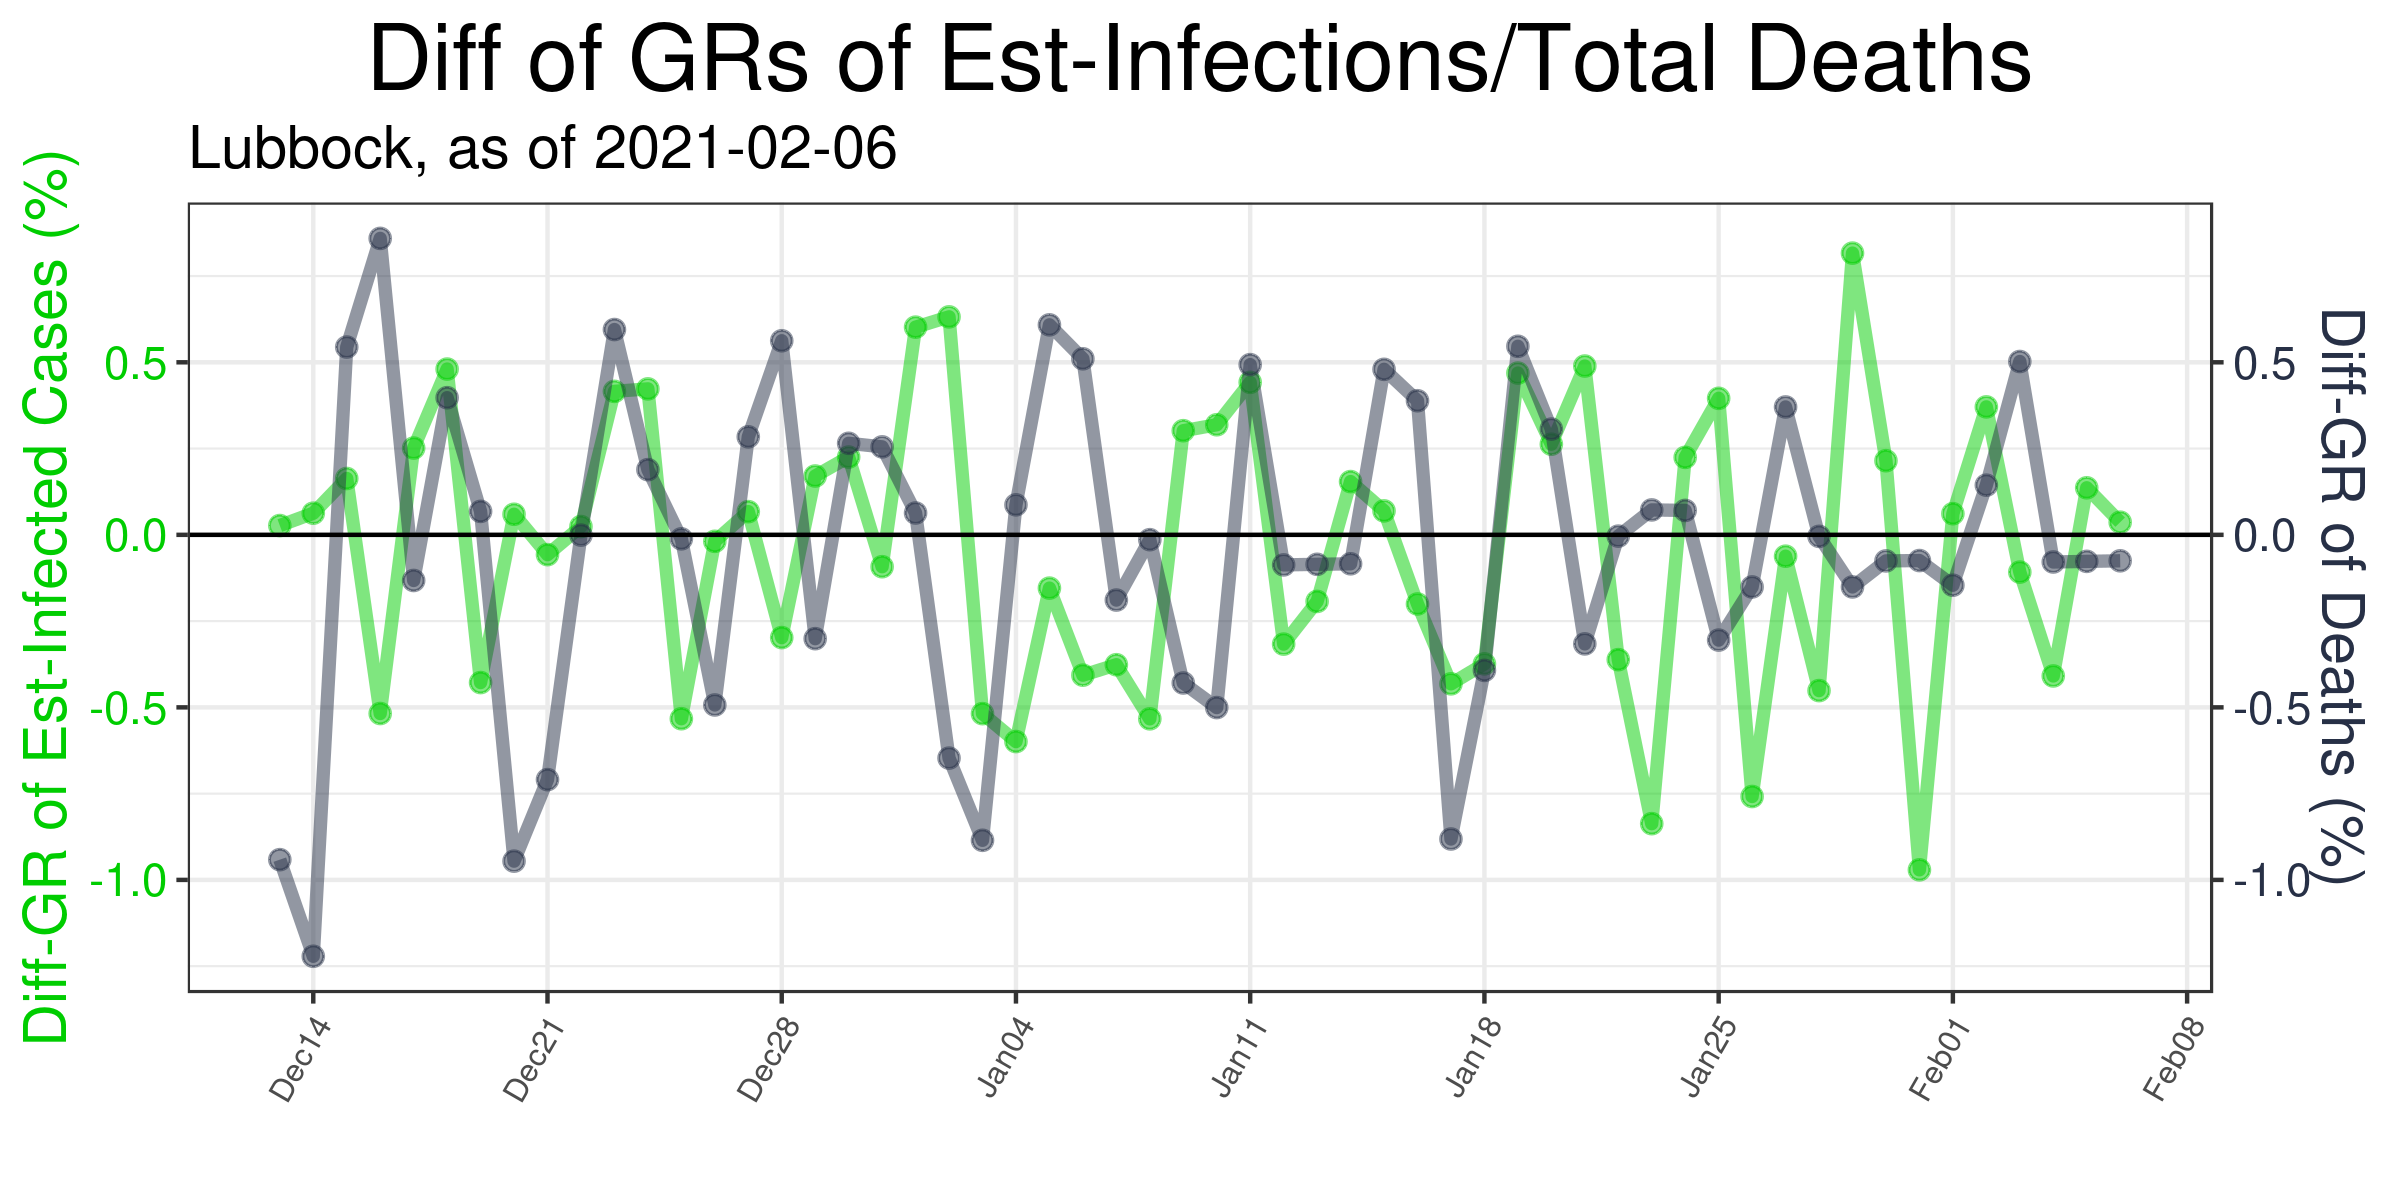 Diff of GRs of Est-Infections/Total Deaths
Lubbock, as of 2021-02-06
Diff-GR of Est-Infected Cases (%)
0.5
0.0
-0.5
-1.0
0.5
0.0
-0.5
-1.0
Diff-GR of Deaths (%)
Dec14
Dec21
Dec28
Jan04
Jan11
Jan18
Jan25
Feb01
Feb08